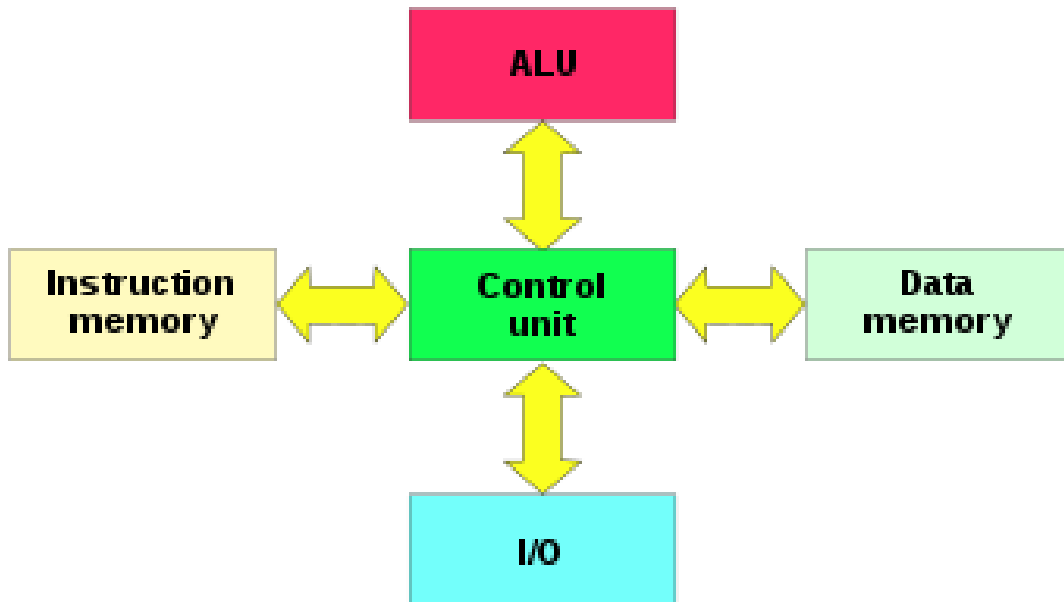 ALU
Instruction
memory
Control
unit
Data
memory
I/O